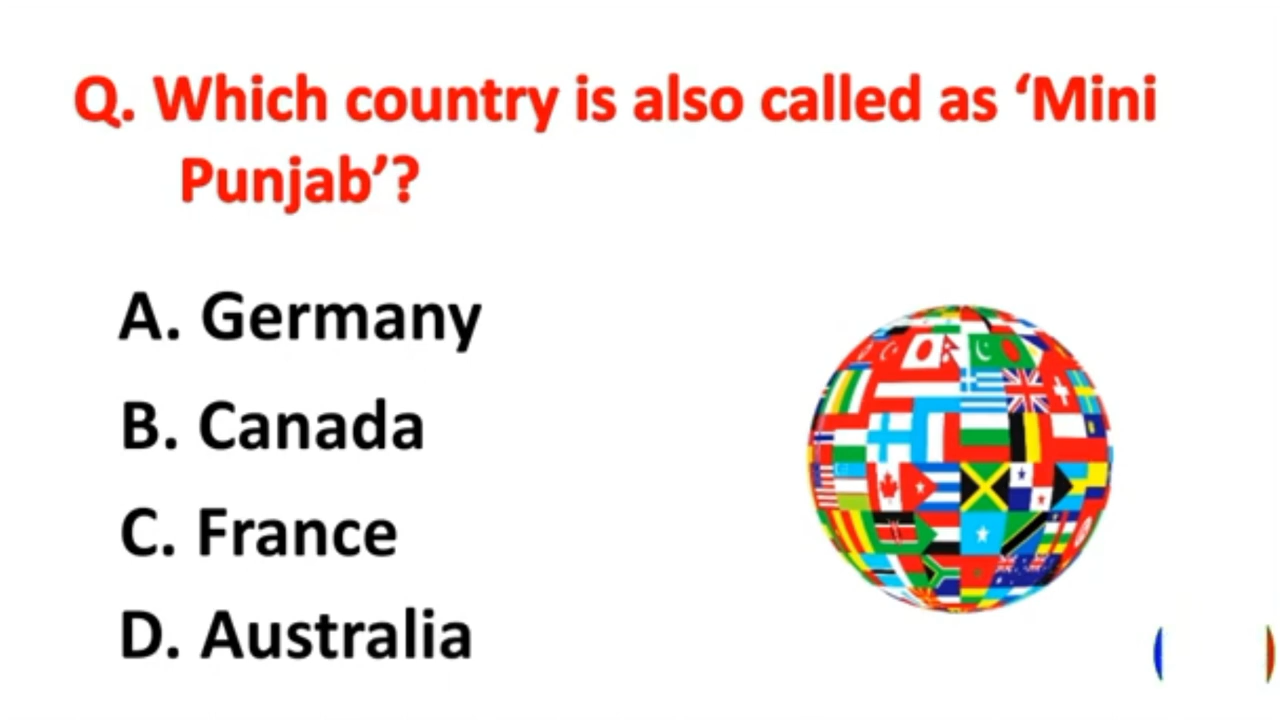 Q. Which country is also called as ‘Mini
Punjab’?
A. Germany
B. Canada
C. France
D. Australia